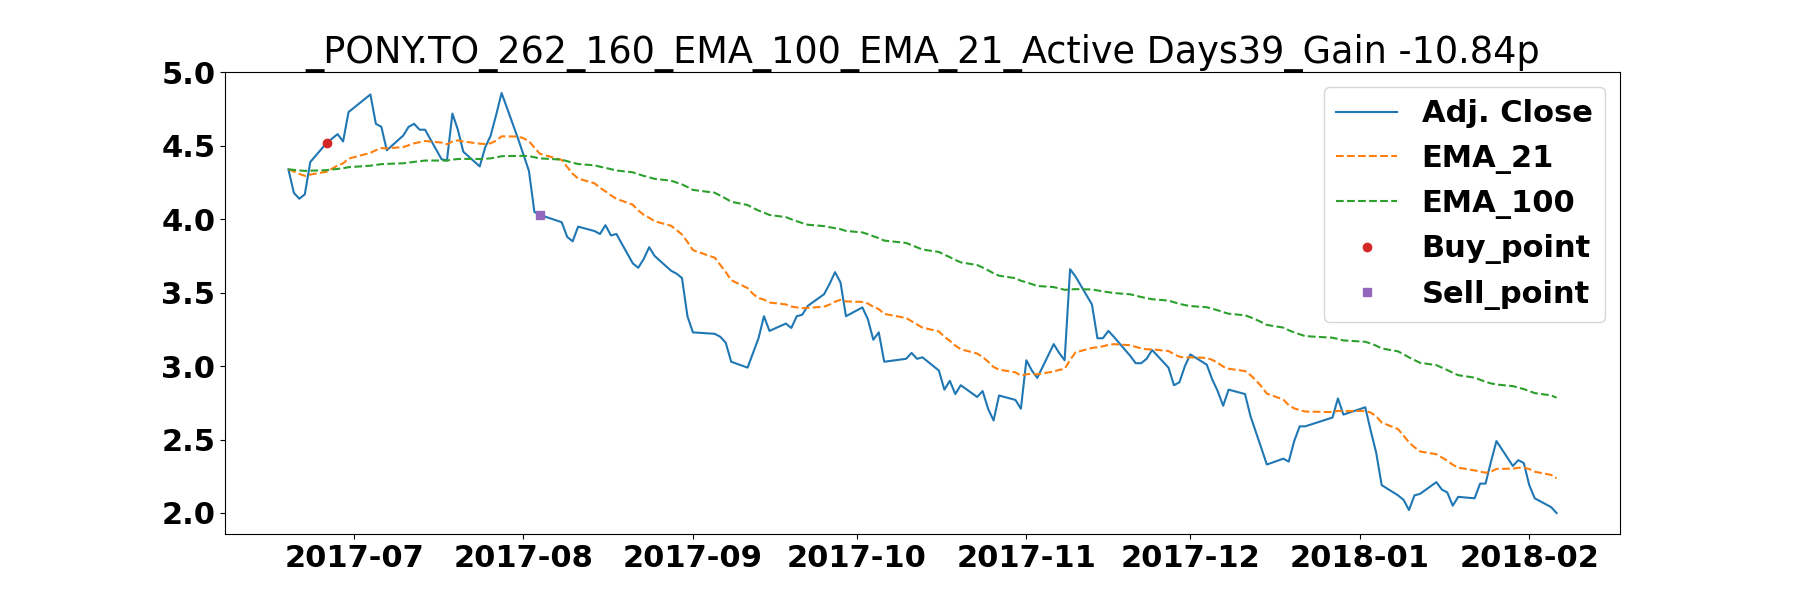 _PONY.TO_262_160_EMA_100_EMA_21_Active Days39_Gain -10.84p
5.0
4.5
4.0
3.5
3.0
2.5
2.0
Adj. Close
EMA_21
EMA_100
Buy_point
Sell_point
2017-07 2017-08 2017-09 2017-10 2017-11 2017-12 2018-01 2018-02